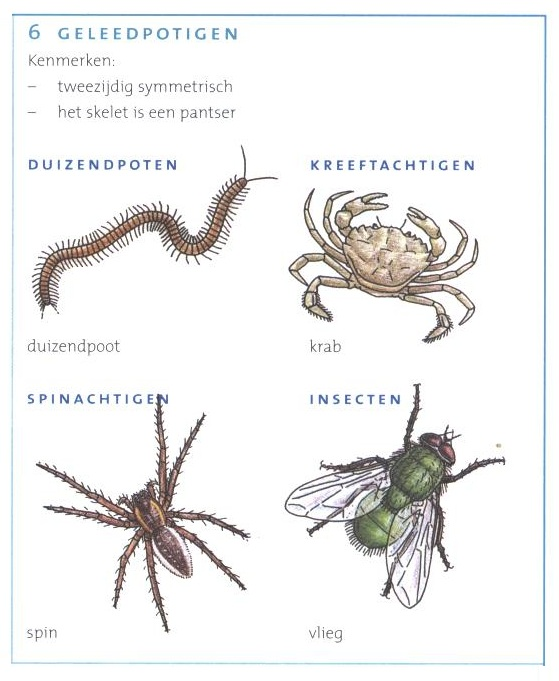 6 GELEEDPOTIGEN
Kenmerken:
– tweezijdig symmetrisch
– het skelet is een pantser
DUIZENDPOTEN
KREEFTACHTIGEN
duizendpoot
krab
SPINACHTIGEN
INSECTEN
spin
vlieg